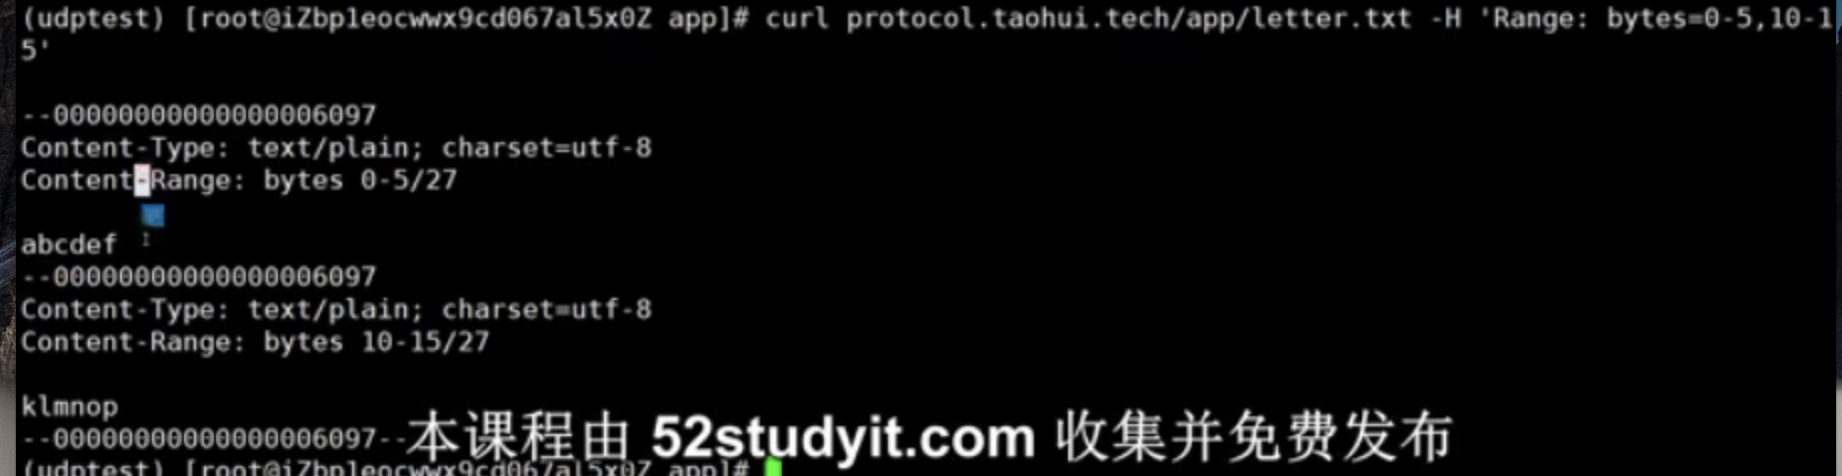 (udptest) [root@iZbp1eocwwx9cd067al5x0Z app]# curl protocol.taohui.tech/app/letter.txt -H 'Range: bytes=0-5,10-1
5'
--00000000000000006097
Content-Type: text/plain; charset=utf-8
Content-Range: bytes 0-5/27
abcdef
--00000000000000006097
Content-Type: text/plain; charset=utf-8
Content-Range: bytes 10-15/27
klmnop
--00000000000000006097--
本课程由 52studyit.com 收集并免费发布
(udptest) [root@iZbp1eocwwx9cd067al5x0Z app]#